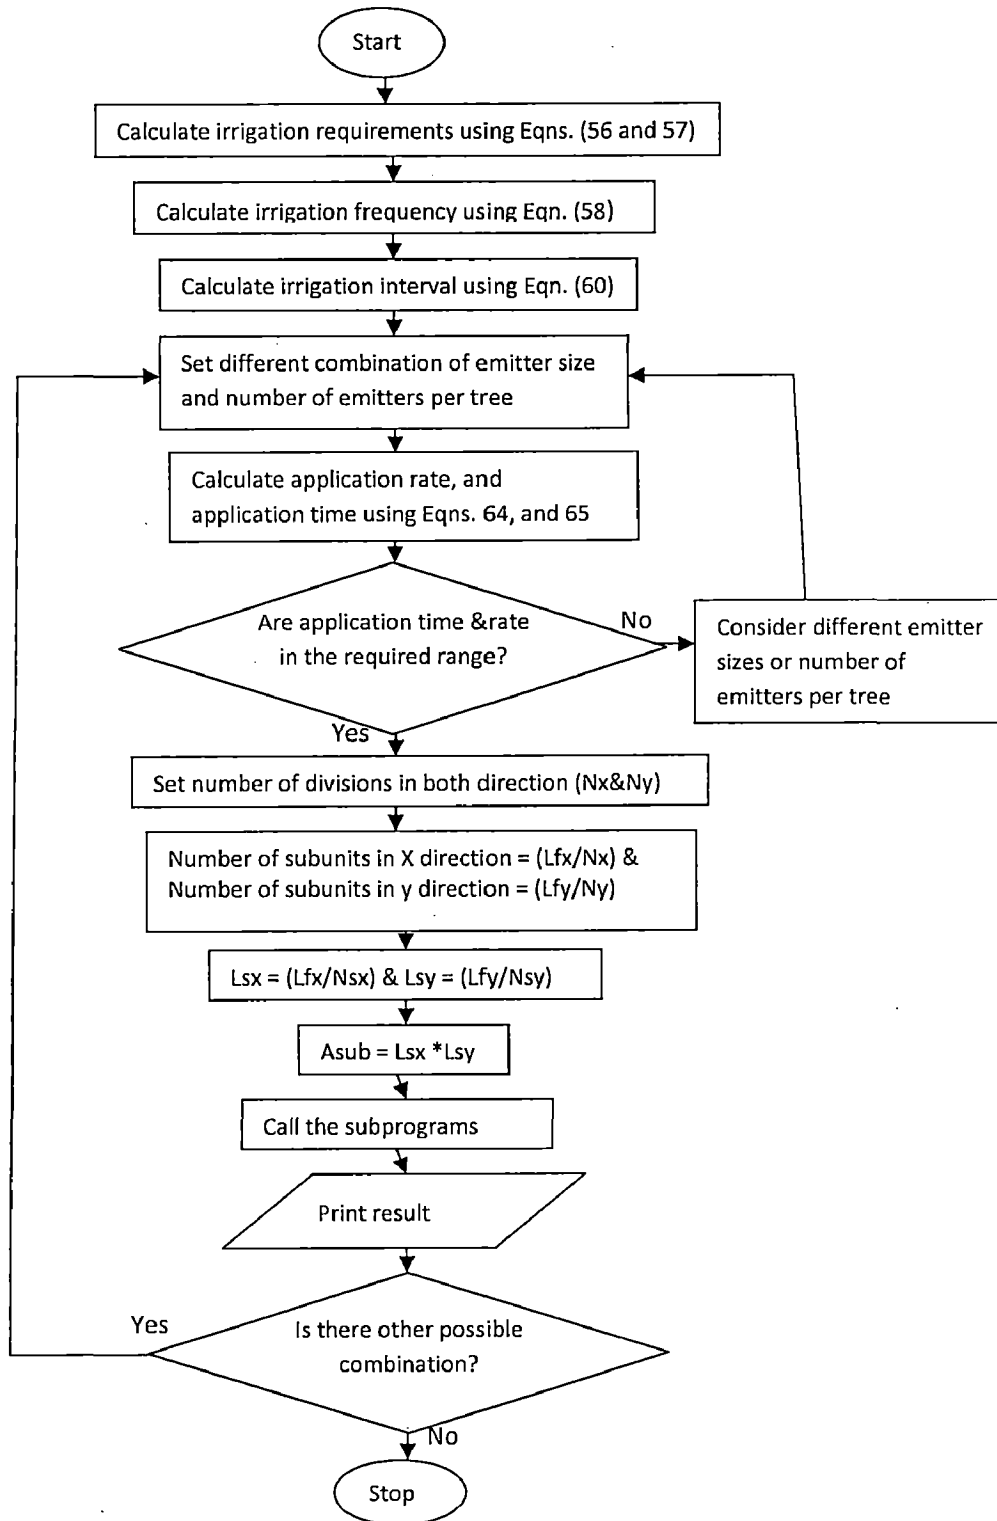 Start
Calculate irrigation requirements using Eqns. (56 and 57)
Calculate irrigation frequency using Eqn. (58)
Calculate irrigation interval using Eqn. (60)
Set different combination of emitter size
and number of emitters per tree
Calculate application rate, and
application time using Eqns. 64, and 65
Are application time &rate
in the required range?
No
Consider different emitter
sizes or number of
emitters per tree
Yes
Set number of divisions in both direction (Nx&Ny)
Number of subunits in X direction = (Lfx/Nx) &
Number of subunits in y direction = (Lfy/Ny)
Lsx = (Lfx/Nsx) & Lsy = (Lfy/Nsy)
Asub = Lsx *Lsy
Call the subprograms
Print result
Yes
Is there other possible
combination?
No
Stop